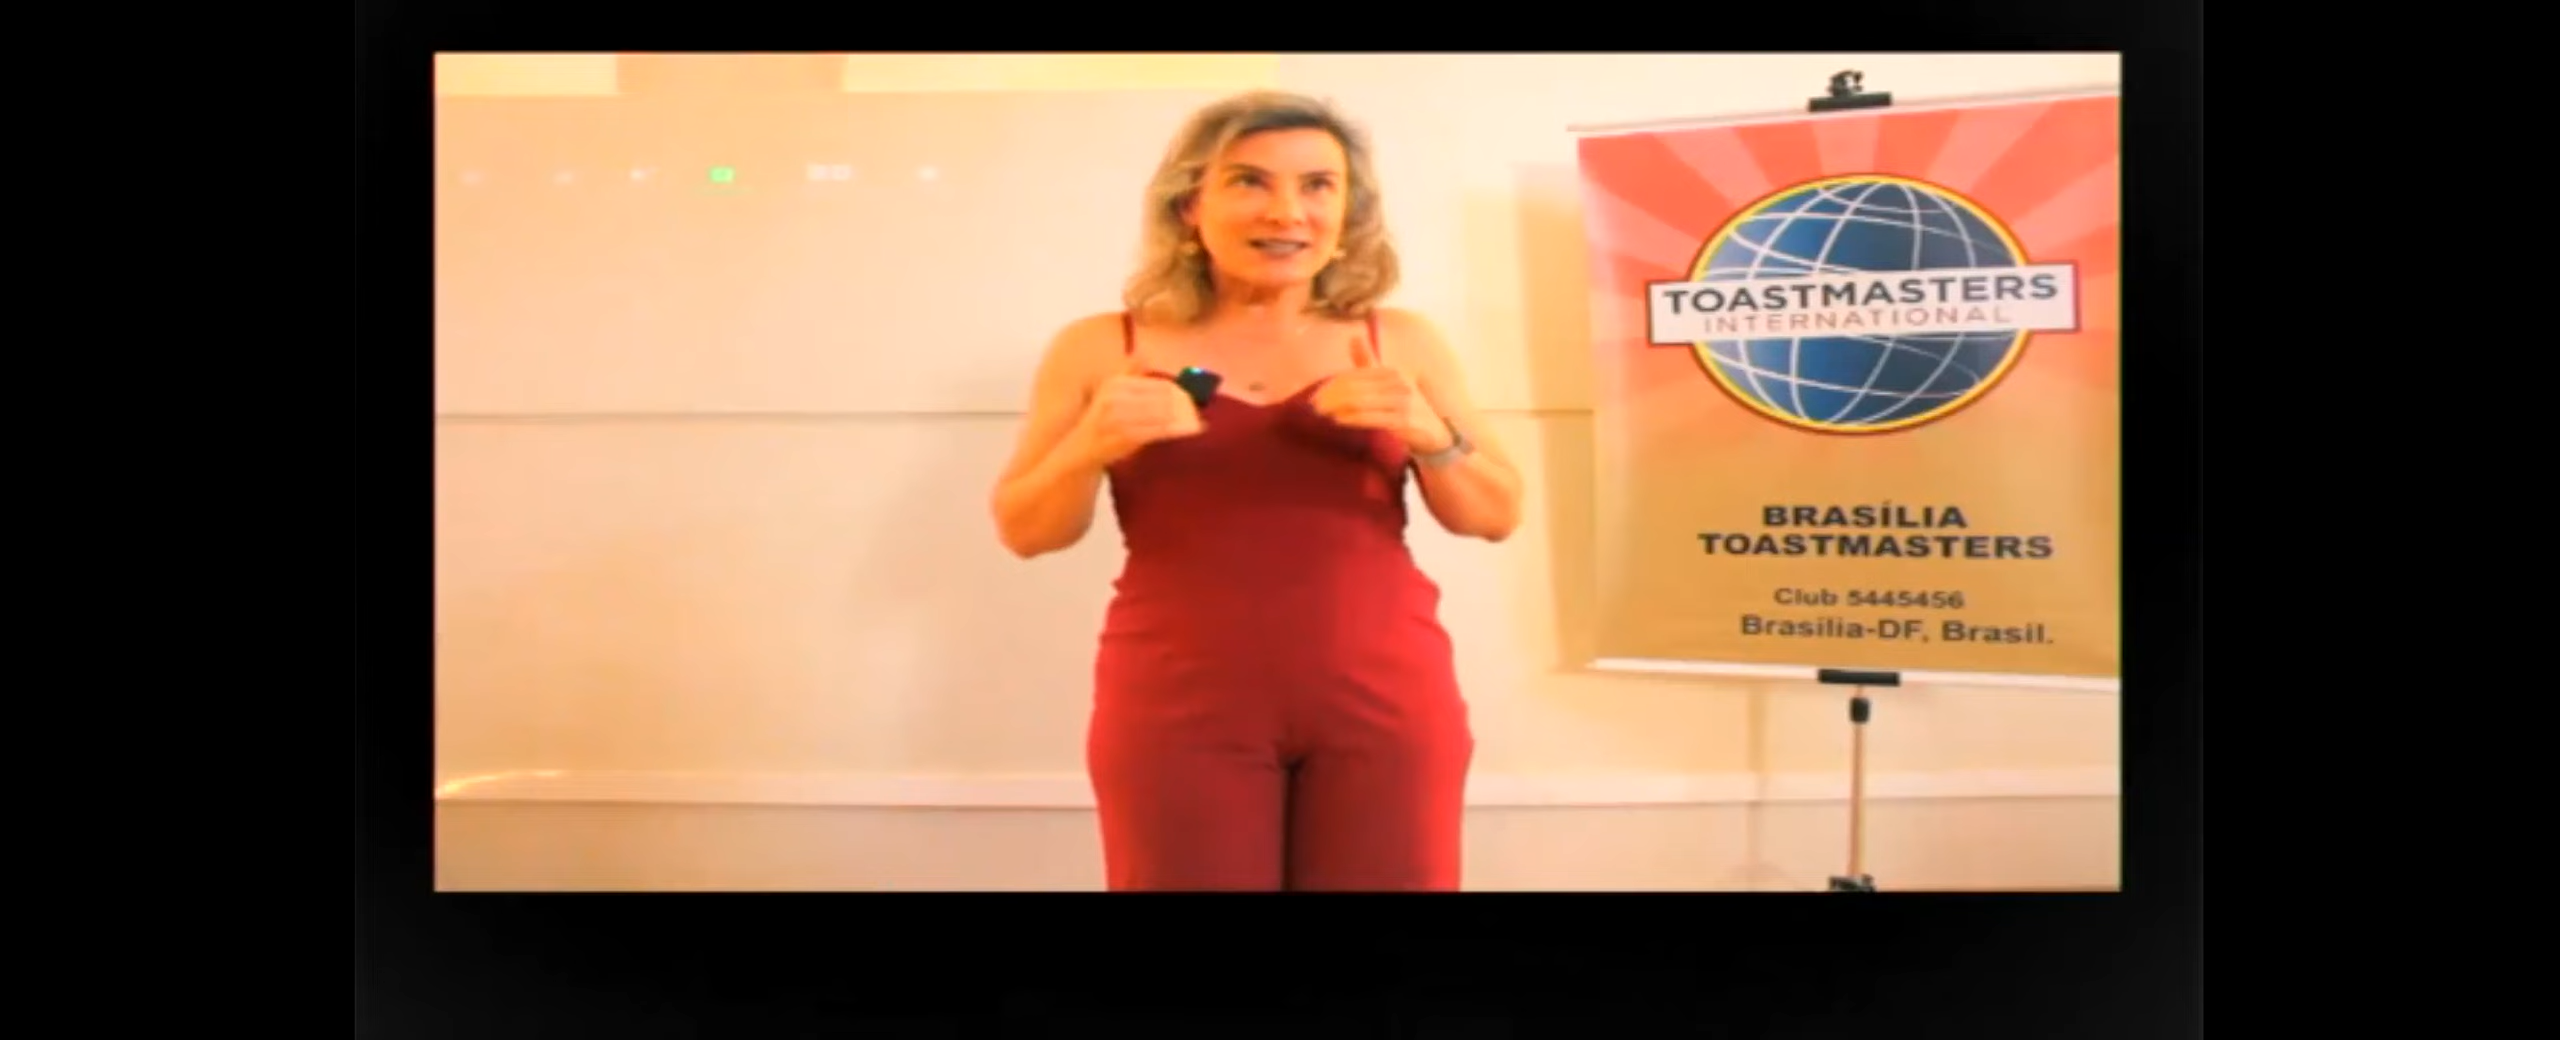 TOASTMASTERS
INTERNATIONAL
BRASÍLIA
TOASTMASTERS
Club 5445456
Brasília-DF, Brasil.